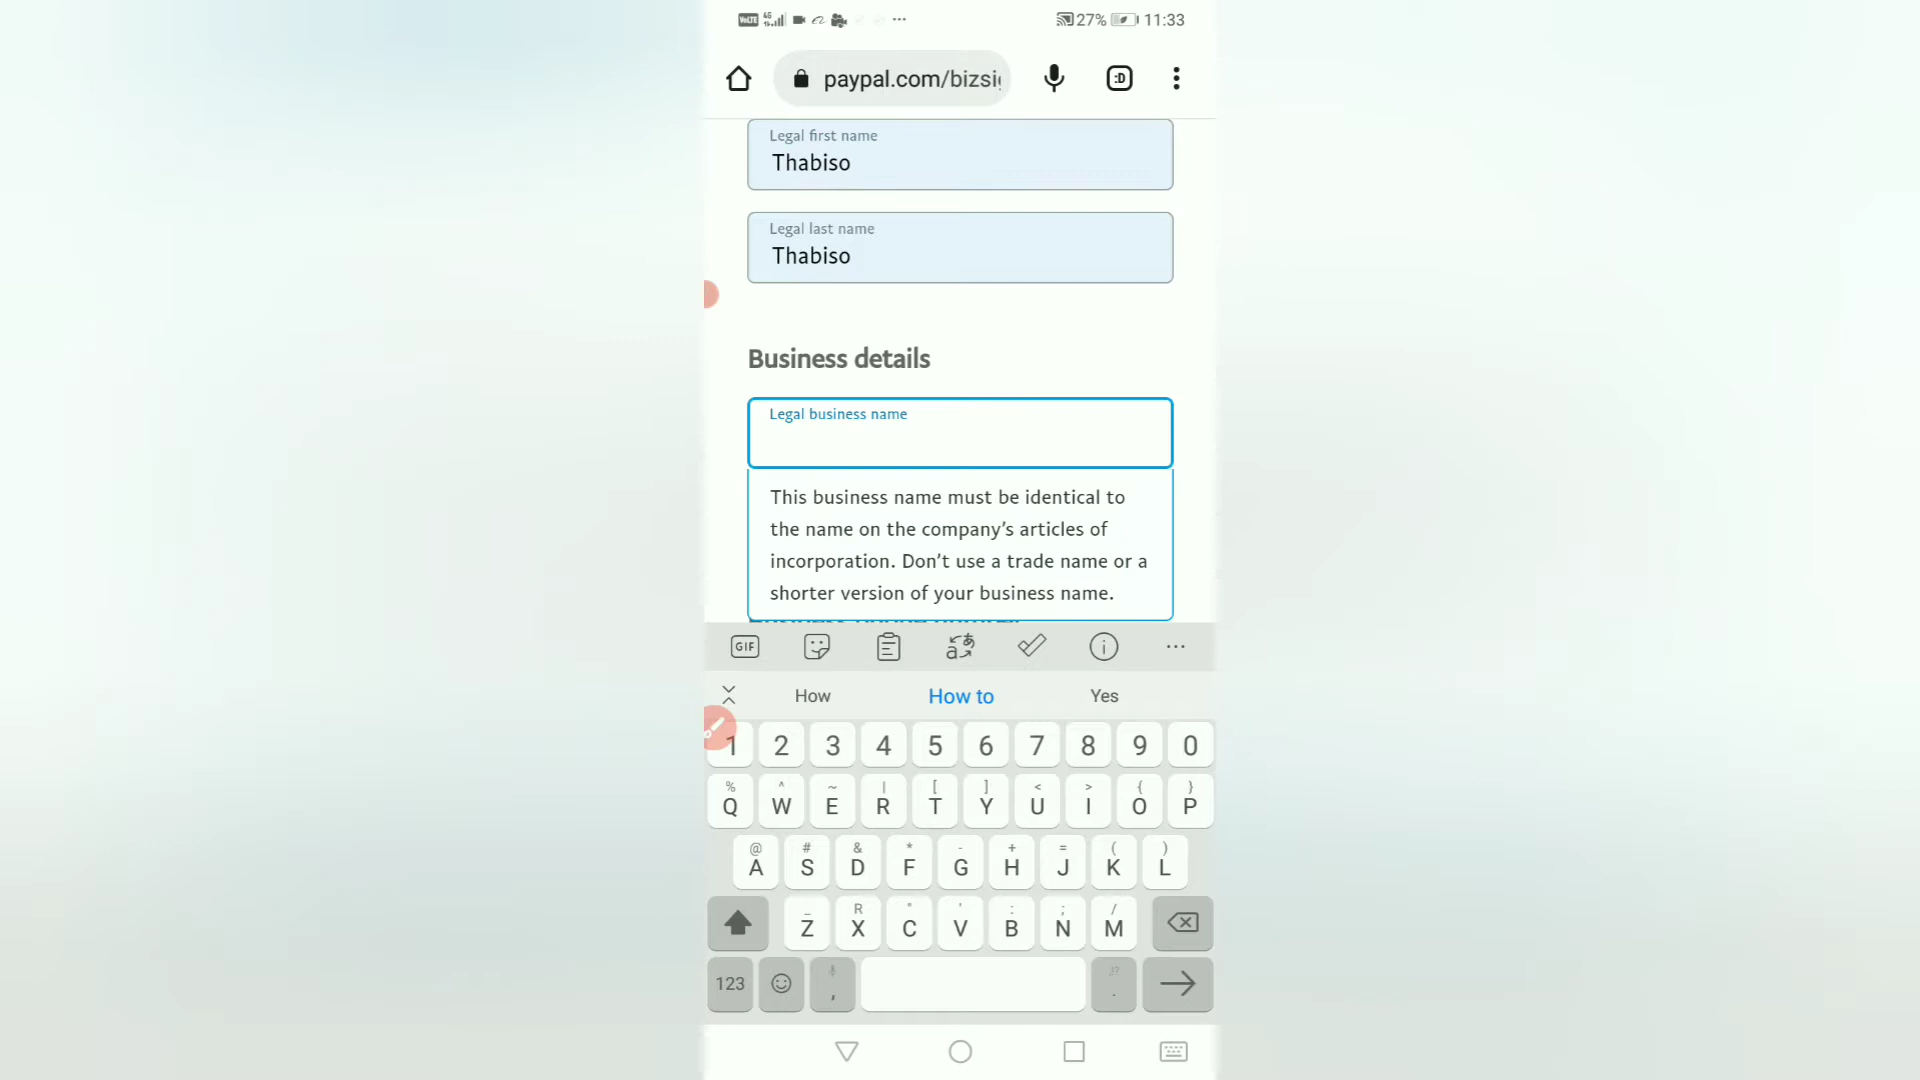 VoLTE 4G 27% 11:33
paypal.com/bizsi
Legal first name
Thabiso
Legal last name
Thabiso
Business details
Legal business name
This business name must be identical to
the name on the company's articles of
incorporation. Don't use a trade name or a
shorter version of your business name.
GIF
How How to Yes
1 2 3 4 5 6 7 8 9 0
% ^ ~ | [ ] < > { }
Q W E R T Y U I O P
@ # & * - + = ( )
A S D F G H J K L
_ R ° ' : ; /
Z X C V B N M
123 , .